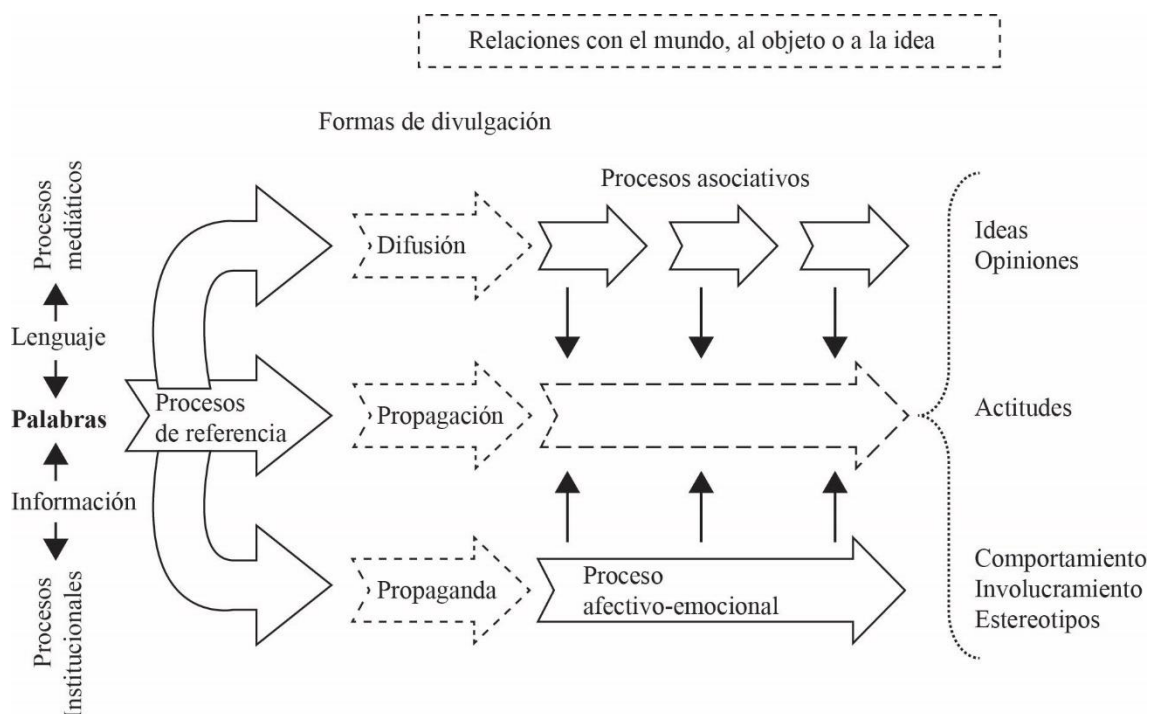 Relaciones con el mundo, al objeto o a la idea
Formas de divulgación
Procesos
mediáticos
Lenguaje
Palabras
Información
Procesos
Institucionales
Procesos
de referencia
Difusión
Propagación
Propaganda
Procesos asociativos
Proceso
afectivo-emocional
Ideas
Opiniones
Actitudes
Comportamiento
Involucramiento
Estereotipos